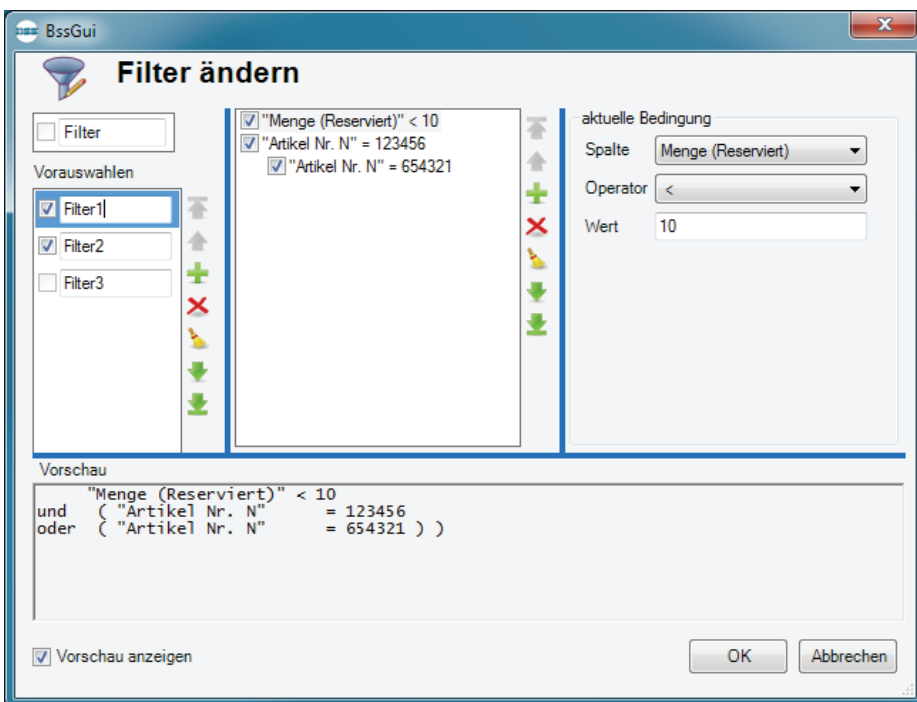 BssGui
Filter ändern
Filter
Vorauswahlen
Filter1
Filter2
Filter3
"Menge (Reserviert)" < 10
"Artikel Nr. N" = 123456
"Artikel Nr. N" = 654321
aktuelle Bedingung
Spalte Menge (Reserviert)
Operator <
Wert 10
Vorschau
"Menge (Reserviert)" < 10
und ( "Artikel Nr. N" = 123456
oder ( "Artikel Nr. N" = 654321 ) )
Vorschau anzeigen
OK Abbrechen